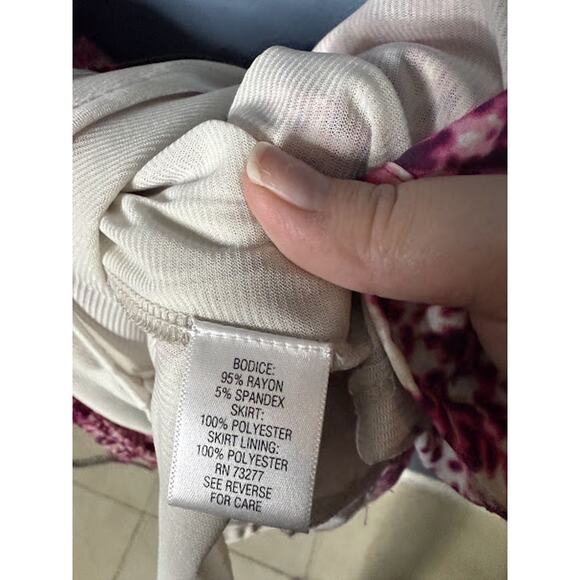 BODICE:
95% RAYON
5% SPANDEX
SKIRT:
100% POLYESTER
SKIRT LINING:
100% POLYESTER
RN 73277
SEE REVERSE
FOR CARE